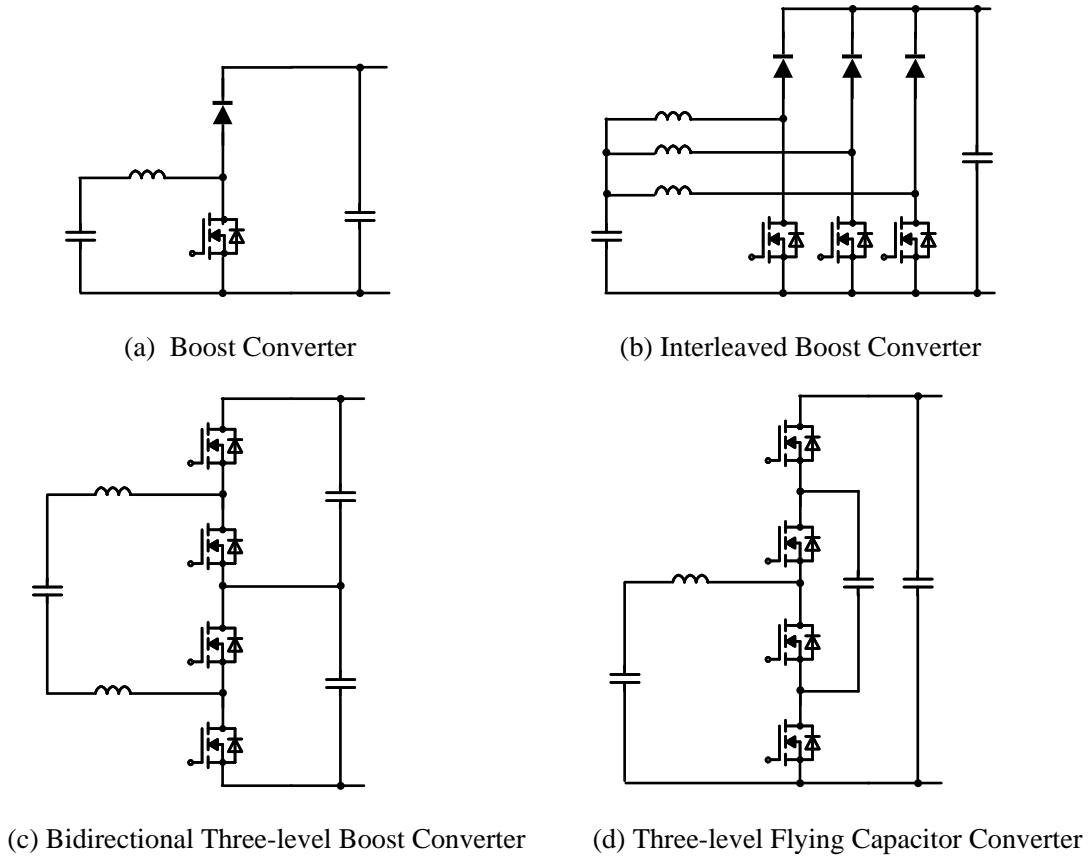 (a) Boost Converter
(b) Interleaved Boost Converter
(c) Bidirectional Three-level Boost Converter
(d) Three-level Flying Capacitor Converter